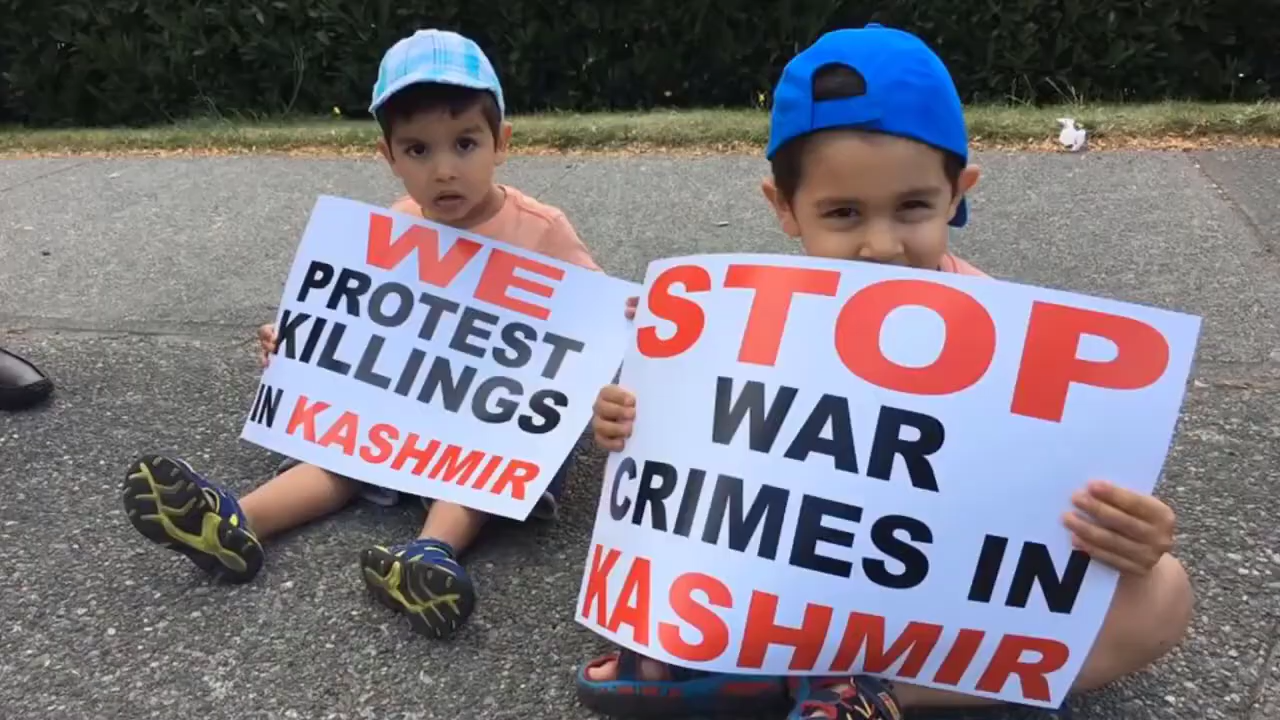 WE
PROTEST
KILLINGS
IN KASHMIR
STOP
WAR
CRIMES IN
KASHMIR